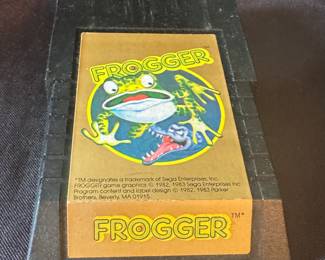 FROGGER
*TM designates a trademark of Sega Enterprises, Inc.
FROGGER game graphics © 1982, 1983 Sega Enterprises Inc
Program content and label design © 1982, 1983 Parker
Brothers, Beverly, MA 01915.
FROGGER™*